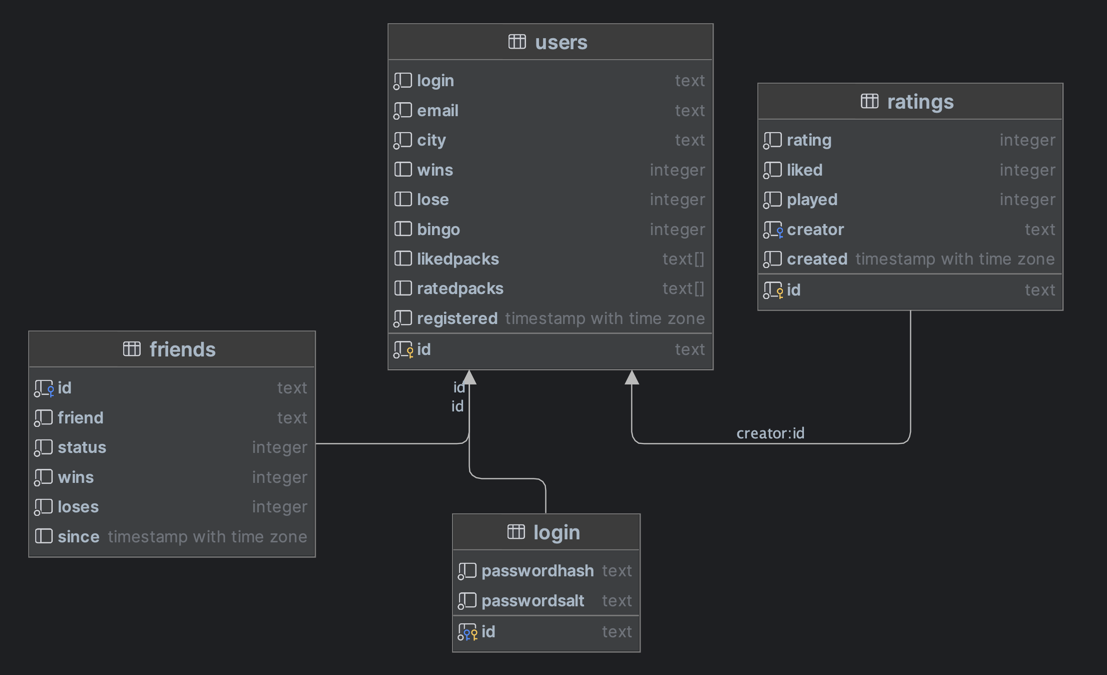 users
login text
email text
city text
wins integer
lose integer
bingo integer
likedpacks text[]
ratedpacks text[]
registered timestamp with time zone
id text
ratings
rating integer
liked integer
played integer
creator text
created timestamp with time zone
id text
friends
id text
friend text
status integer
wins integer
loses integer
since timestamp with time zone
id
id
creator:id
login
passwordhash text
passwordsalt text
id text